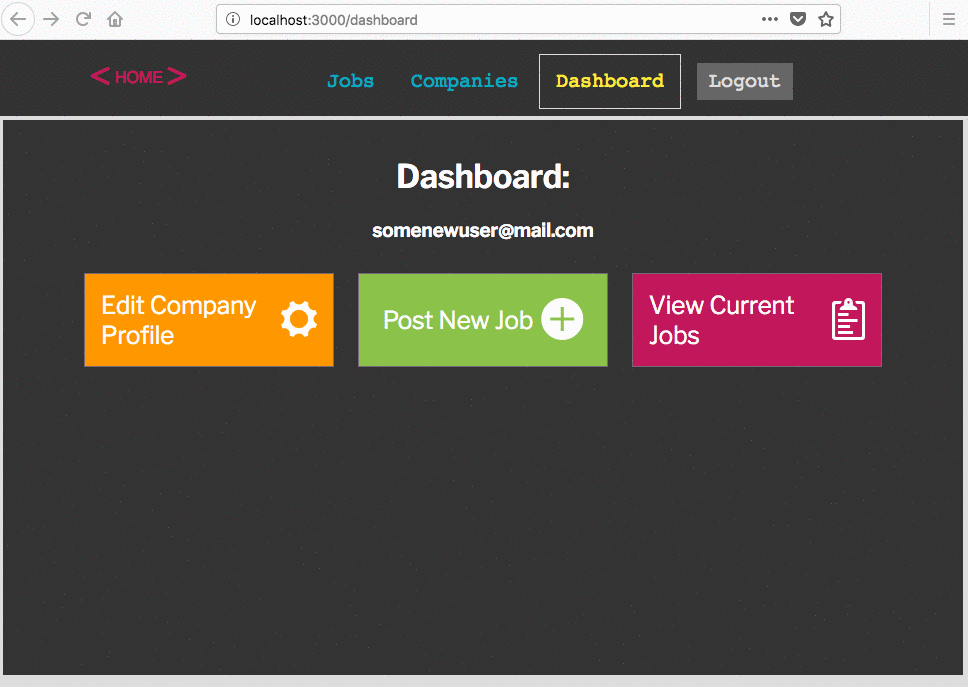 localhost:3000/dashboard
< HOME >
Jobs
Companies
Dashboard
Logout
Dashboard:
somenewuser@mail.com
Edit Company
Profile
Post New Job
View Current
Jobs